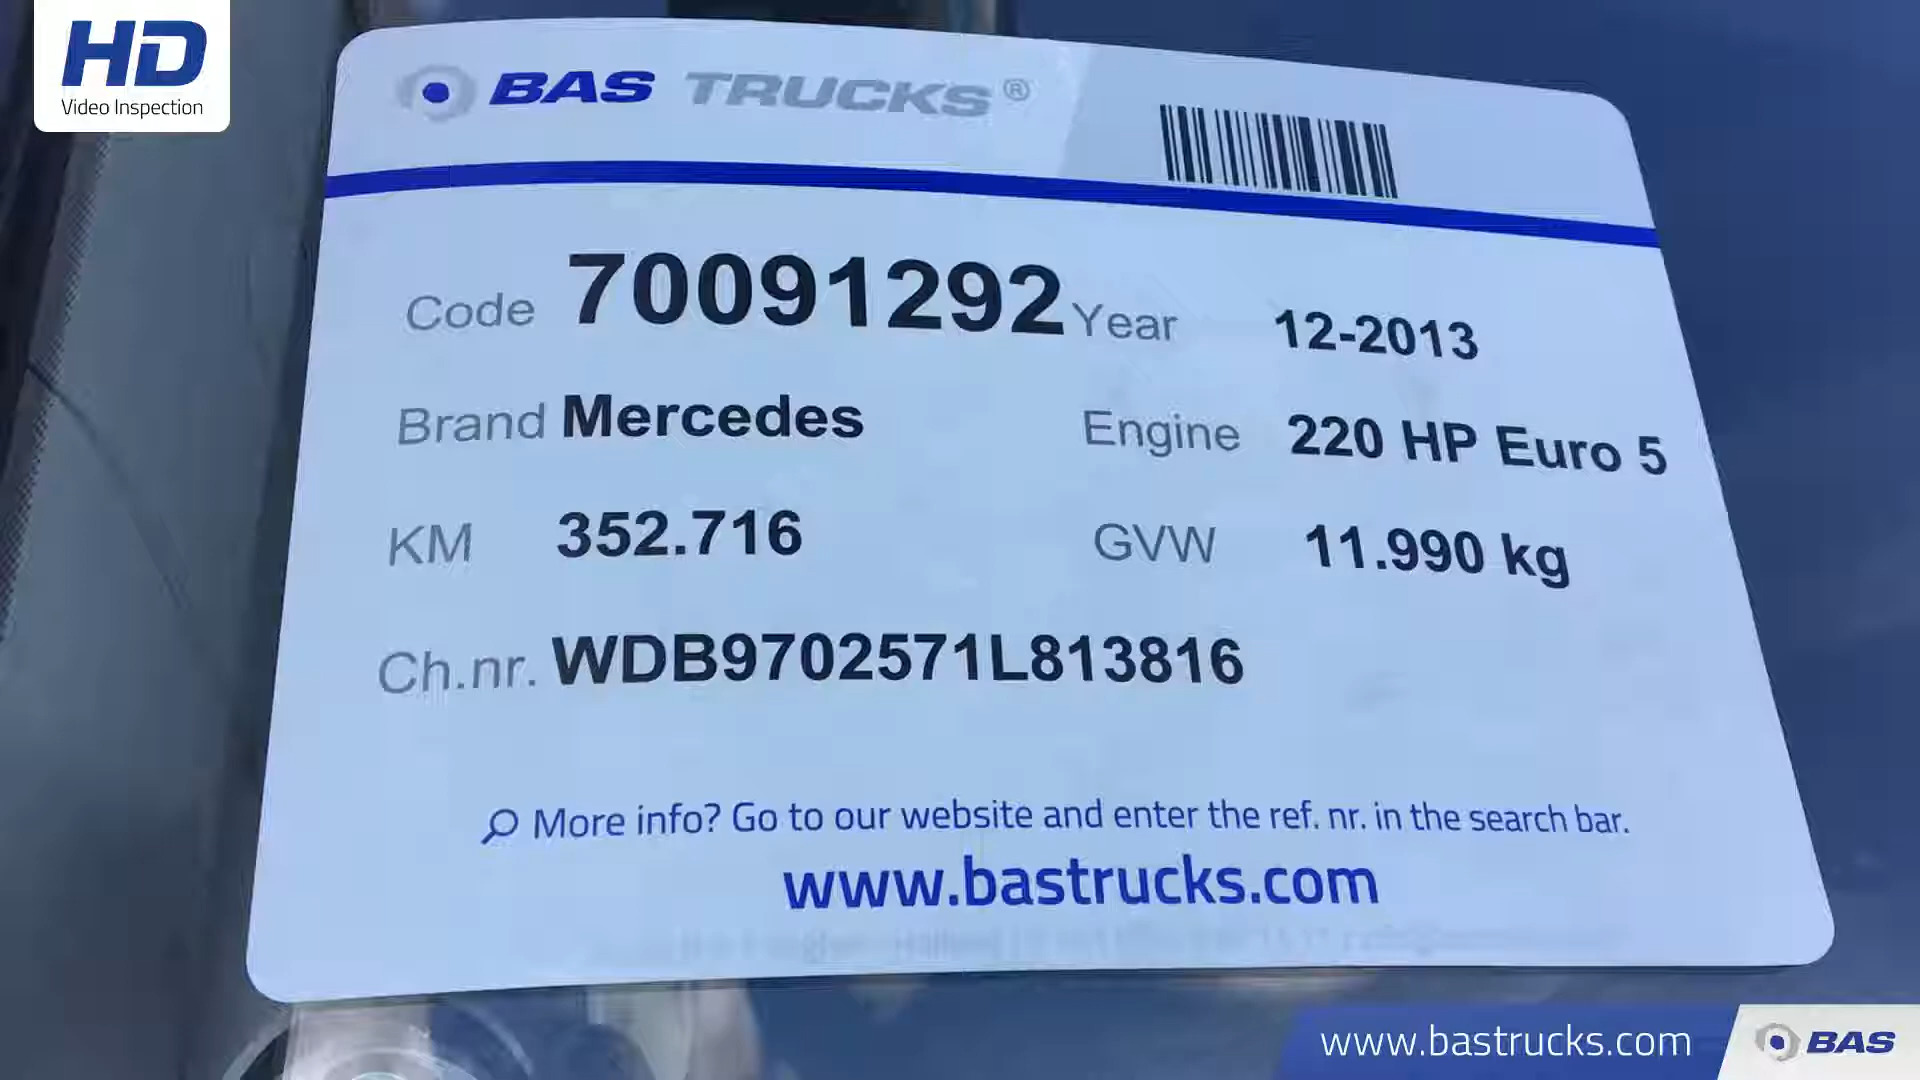 HD
Video Inspection
BAS TRUCKS®
Code 70091292 Year 12-2013
Brand Mercedes Engine 220 HP Euro 5
KM 352.716 GVW 11.990 kg
Ch.nr. WDB9702571L813816
More info? Go to our website and enter the ref. nr. in the search bar.
www.bastrucks.com
www.bastrucks.com BAS